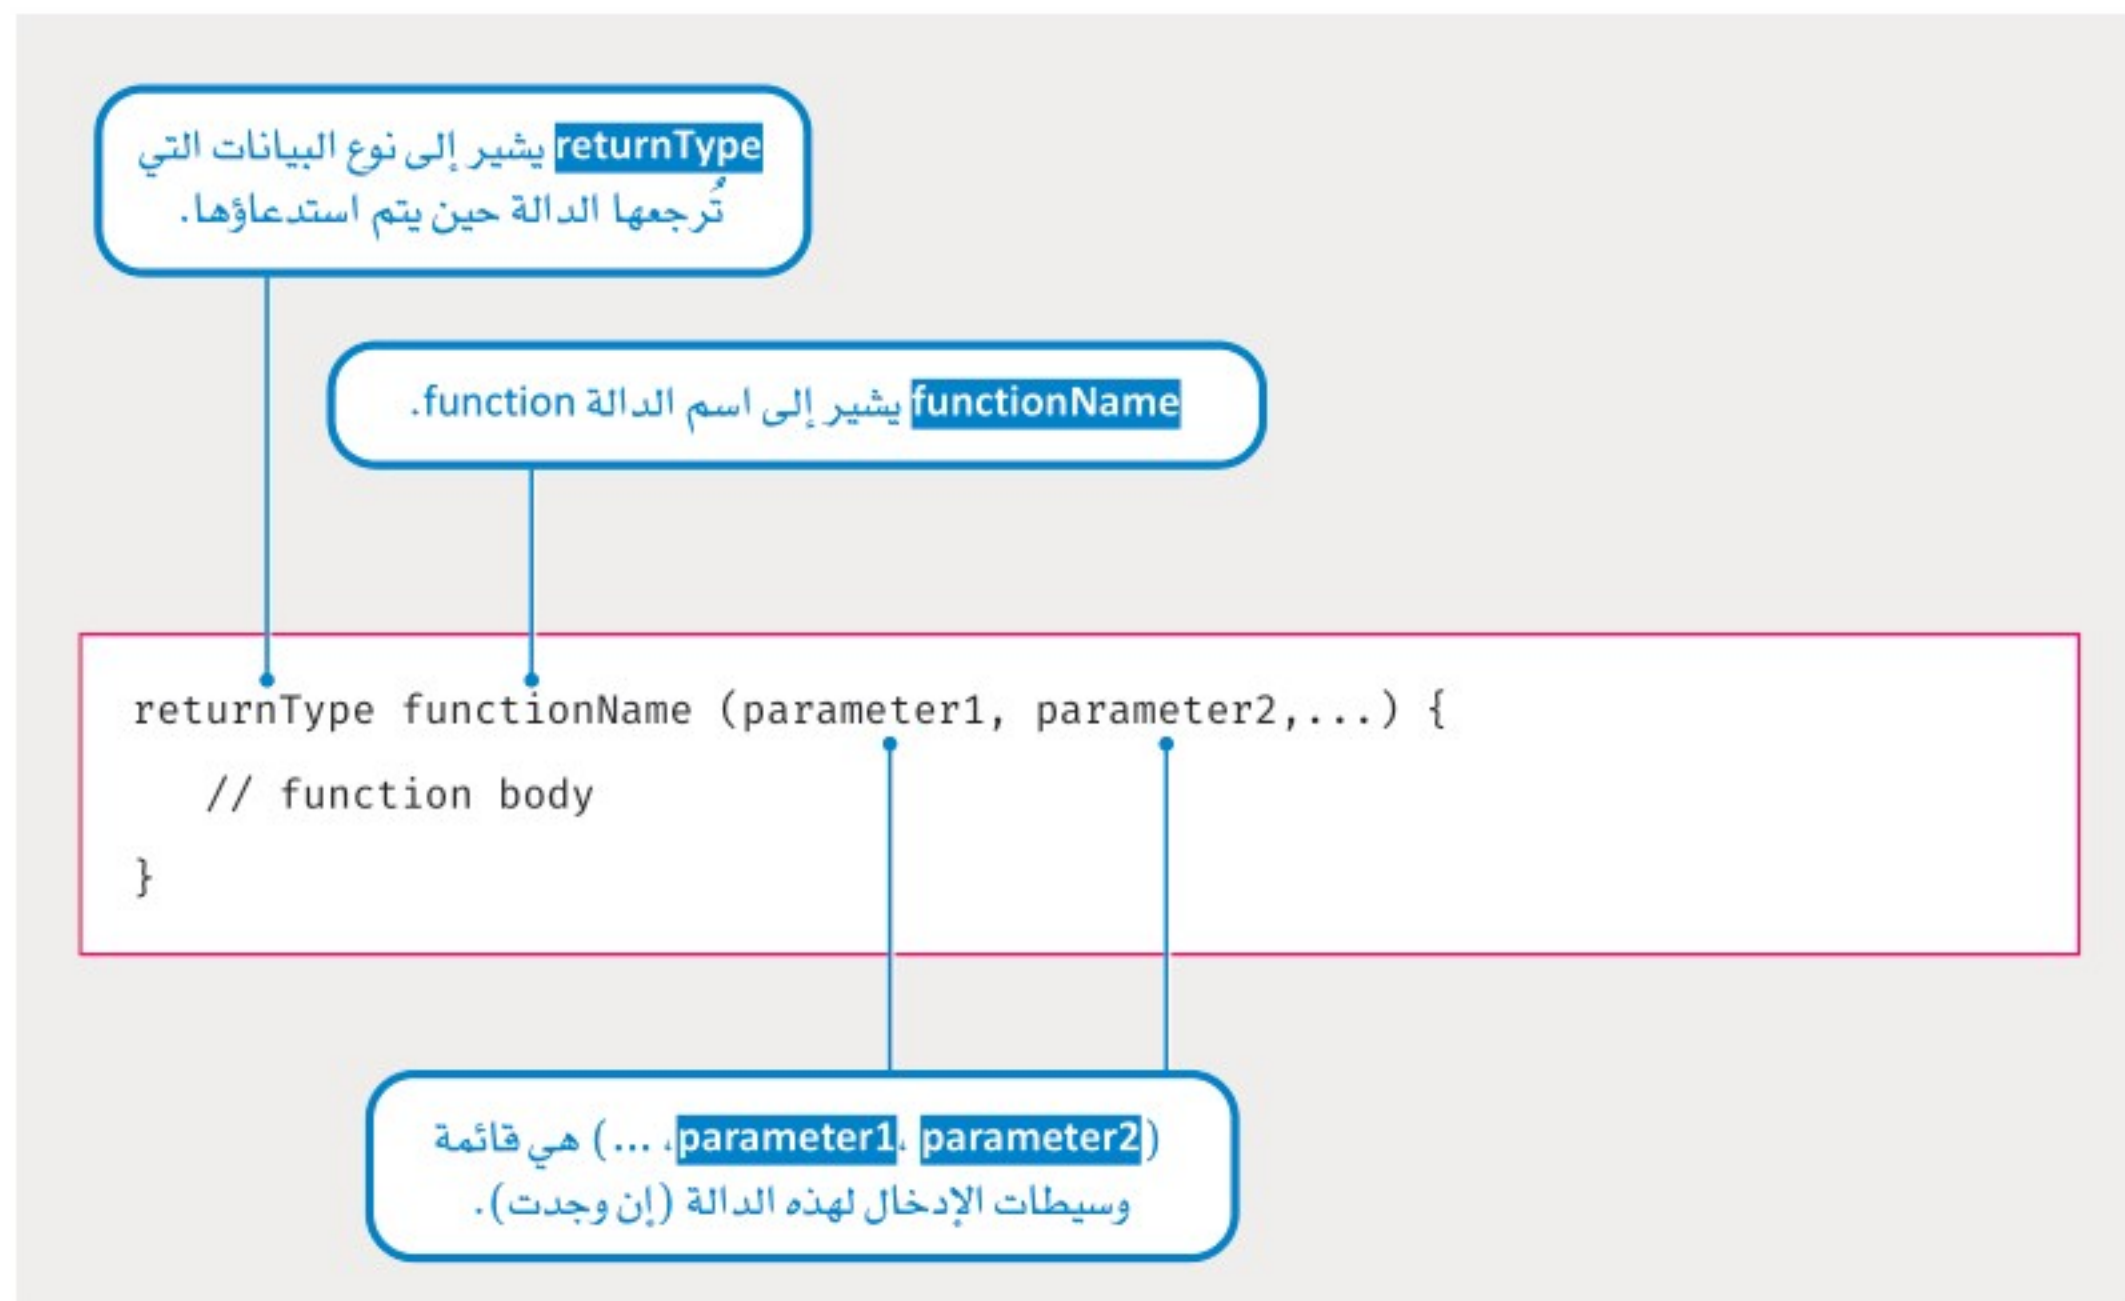 returnType يشير إلى نوع البيانات التي
تُرجعها الدالة حين يتم استدعاؤها.
functionName يشير إلى اسم الدالة function.
returnType functionName (parameter1, parameter2,...) {
// function body
}
(parameter2، parameter1، ...) هي قائمة
وسيطات الإدخال لهذه الدالة (إن وجدت).